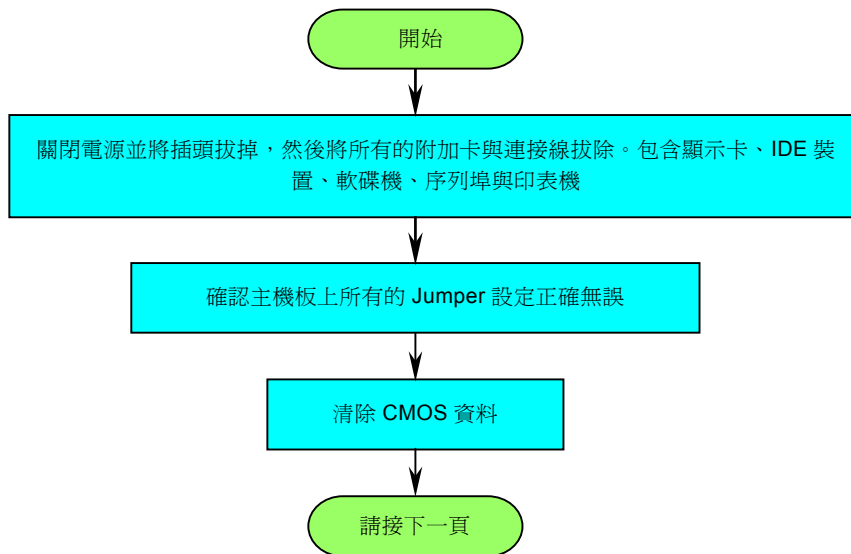 開始
關閉電源並將插頭拔掉，然後將所有的附加卡與連接線拔除。包含顯示卡、IDE 裝
置、軟碟機、序列埠與印表機
確認主機板上所有的 Jumper 設定正確無誤
清除 CMOS 資料
請接下一頁